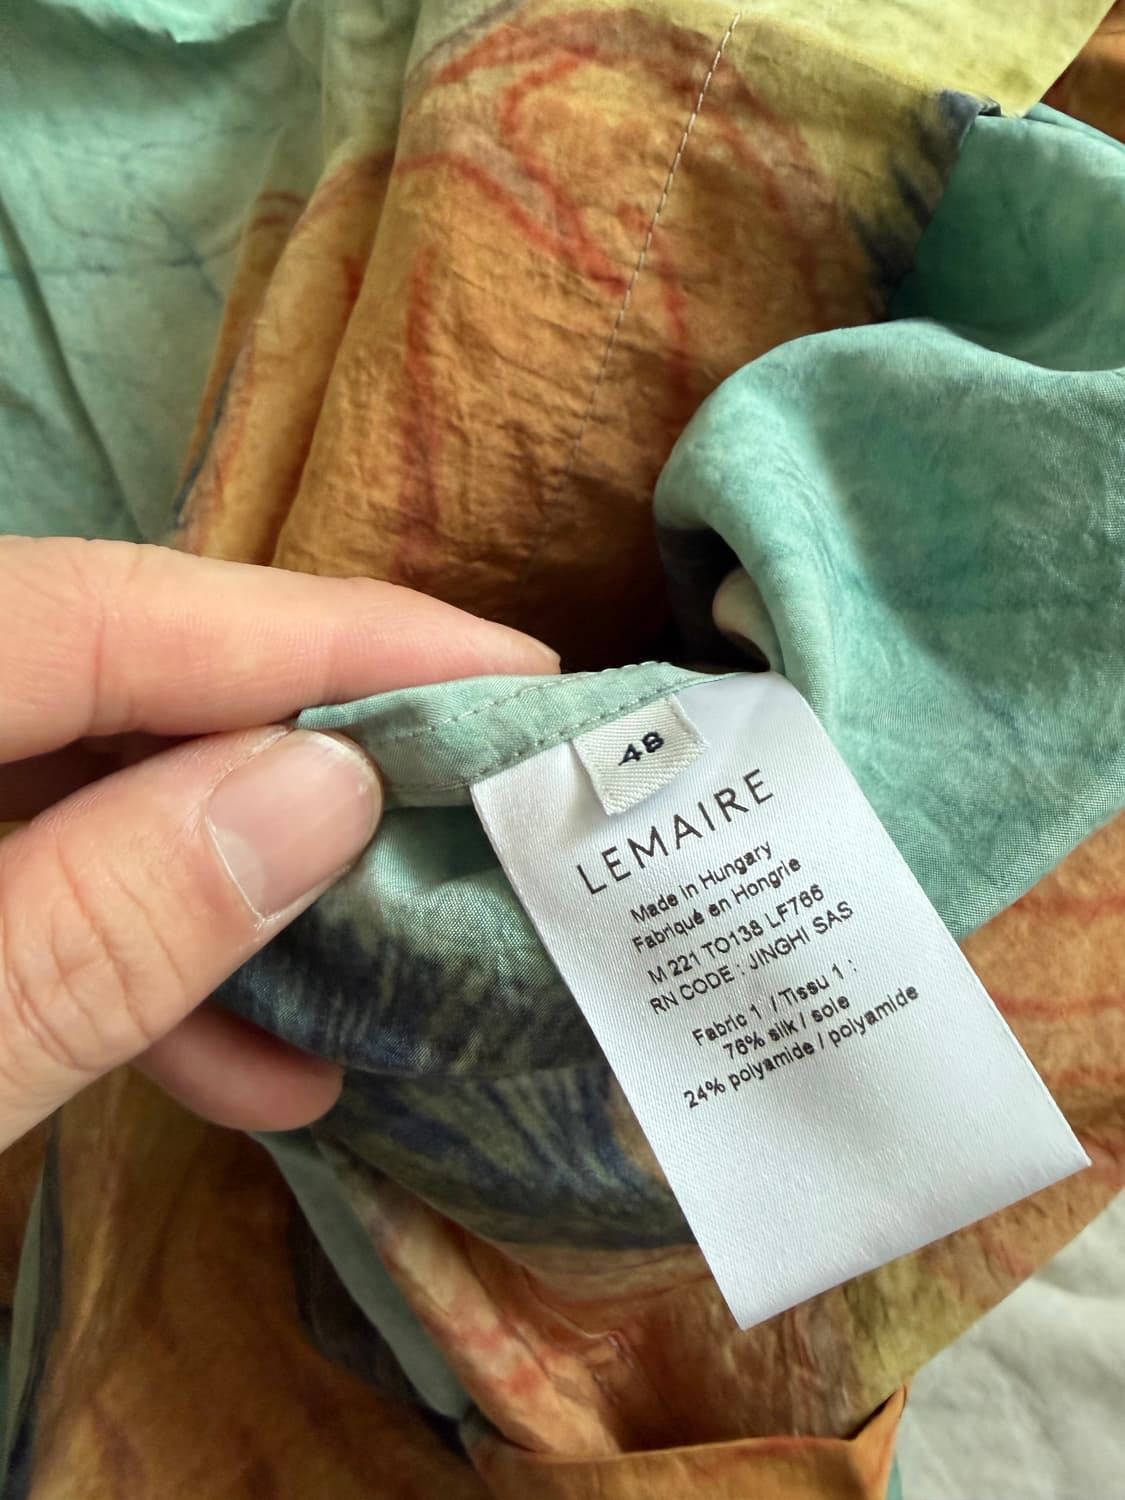 48
LEMAIRE
Made in Hungary
Fabriqué en Hongrie
M 221 TO138 LF766
RN CODE : JINGHI SAS
Fabric 1 / Tissu 1 :
76% silk / soie
24% polyamide / polyamide